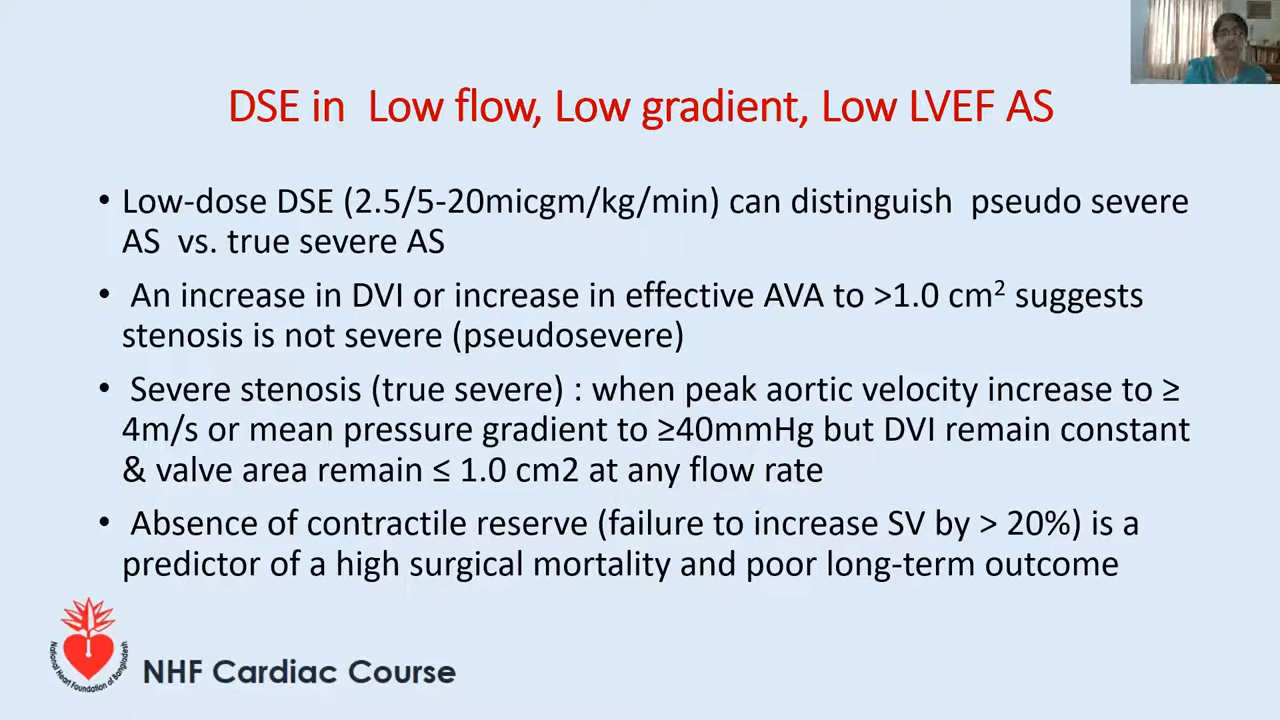 DSE in Low flow, Low gradient, Low LVEF AS
• Low-dose DSE (2.5/5-20micgm/kg/min) can distinguish pseudo severe
AS vs. true severe AS
• An increase in DVI or increase in effective AVA to >1.0 cm² suggests
stenosis is not severe (pseudosevere)
• Severe stenosis (true severe) : when peak aortic velocity increase to ≥
4m/s or mean pressure gradient to ≥40mmHg but DVI remain constant
& valve area remain ≤ 1.0 cm2 at any flow rate
• Absence of contractile reserve (failure to increase SV by > 20%) is a
predictor of a high surgical mortality and poor long-term outcome
National Heart Foundation of Bangladesh
NHF Cardiac Course